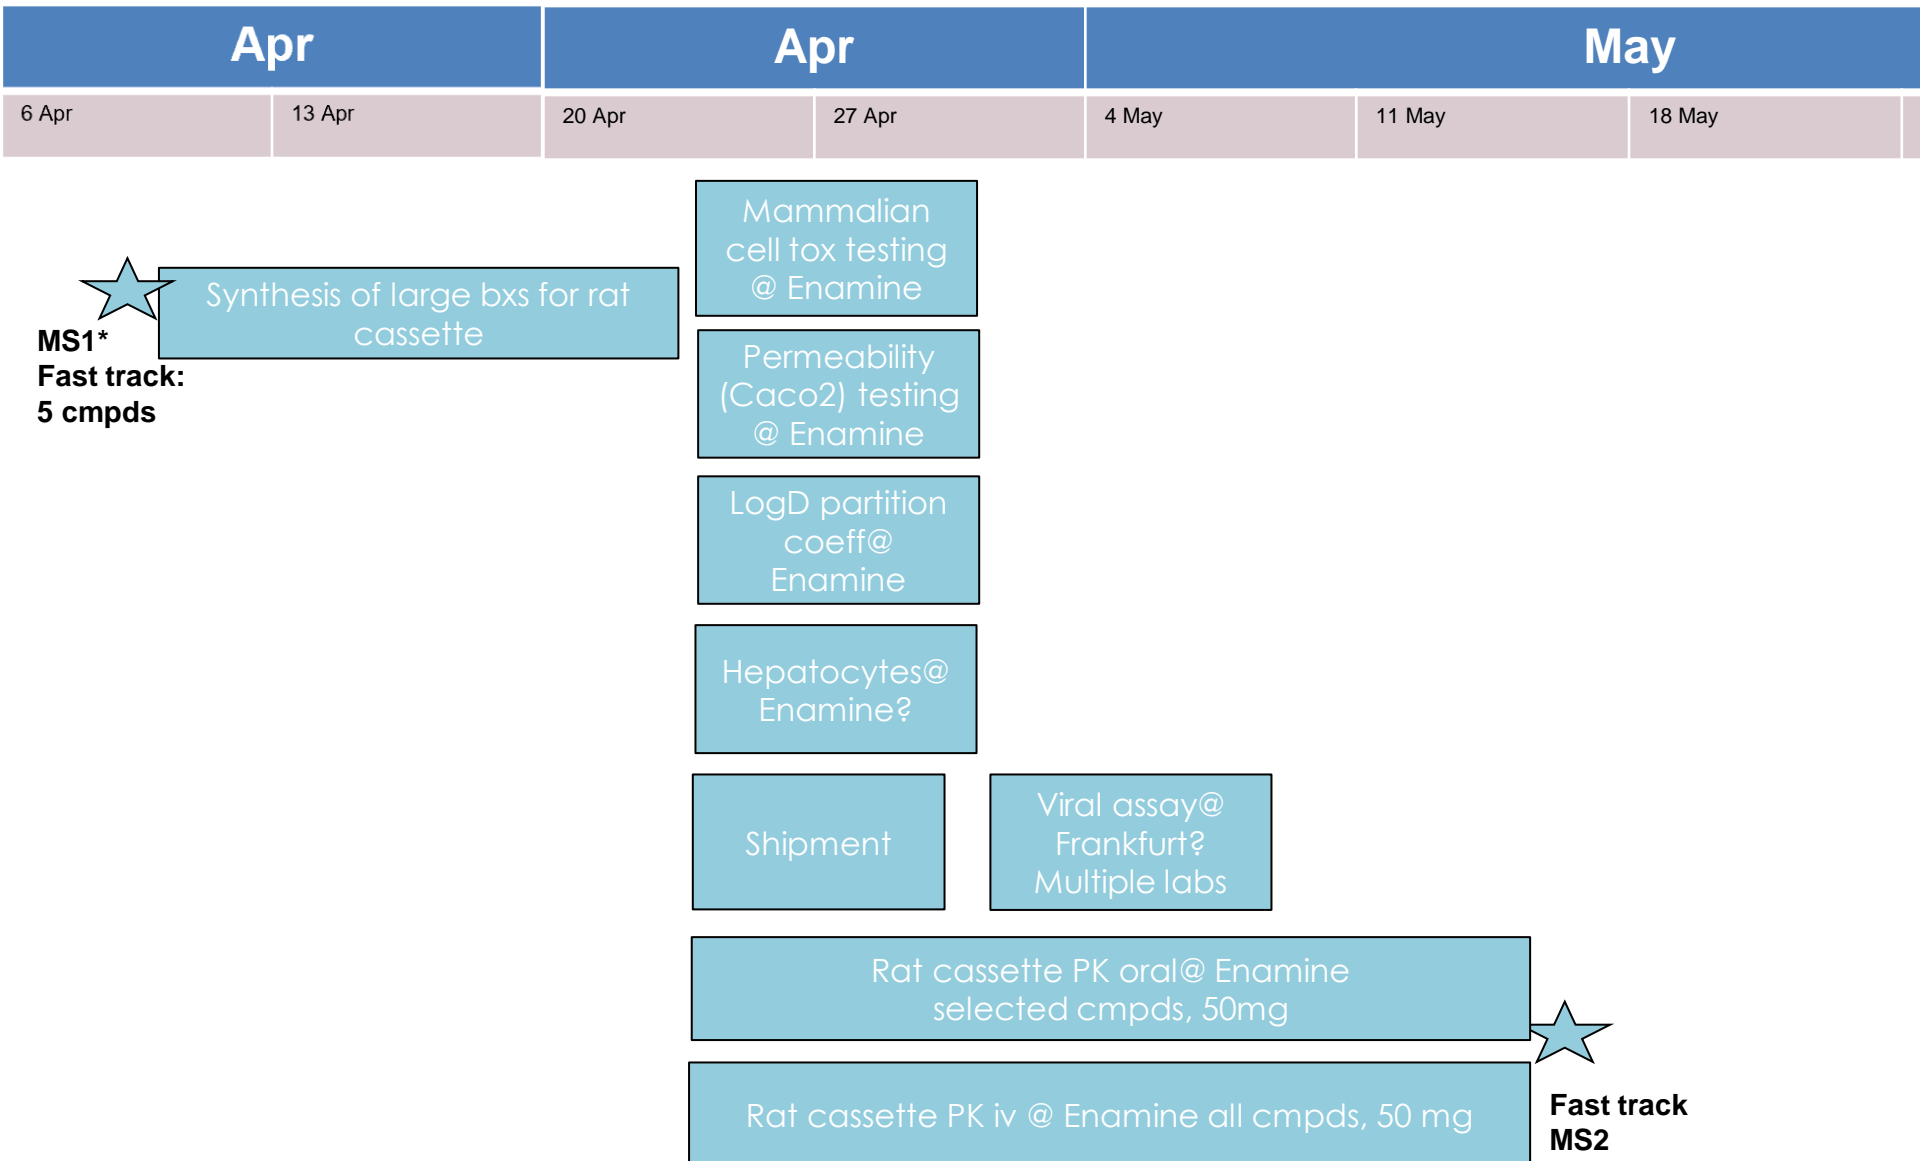 Apr
Apr
May
6 Apr
13 Apr
20 Apr
27 Apr
4 May
11 May
18 May
Mammalian
cell tox testing
@ Enamine
Synthesis of large bxs for rat
cassette
MS1*
Fast track:
5 cmpds
Permeability
(Caco2) testing
@ Enamine
LogD partition
coeff@
Enamine
Hepatocytes@
Enamine?
Shipment
Viral assay@
Frankfurt?
Multiple labs
Rat cassette PK oral@ Enamine
selected cmpds, 50mg
Rat cassette PK iv @ Enamine all cmpds, 50 mg
Fast track
MS2